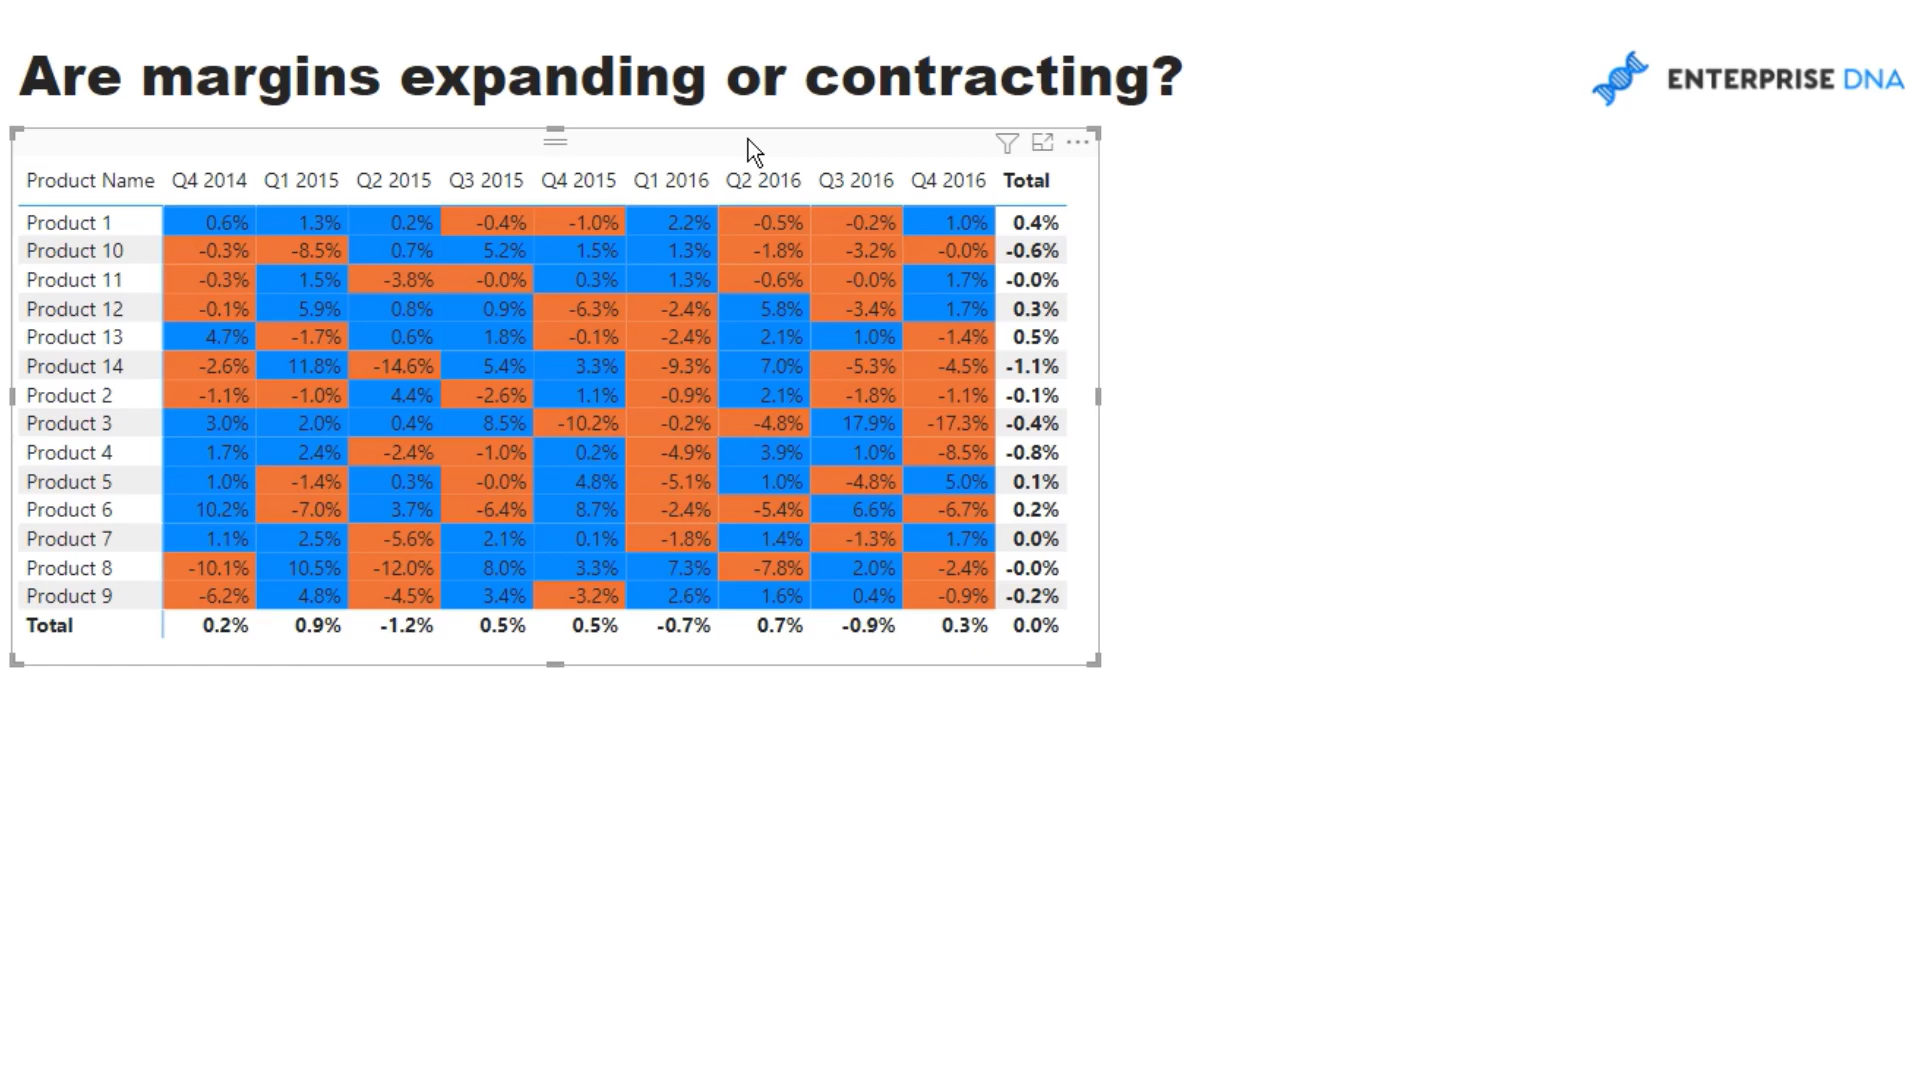 Are margins expanding or contracting?
ENTERPRISE DNA
Product Name Q4 2014 Q1 2015 Q2 2015 Q3 2015 Q4 2015 Q1 2016 Q2 2016 Q3 2016 Q4 2016 Total
Product 1 0.6% 1.3% 0.2% -0.4% -1.0% 2.2% -0.5% -0.2% 1.0% 0.4%
Product 10 -0.3% -8.5% 0.7% 5.2% 1.5% 1.3% -1.8% -3.2% -0.0% -0.6%
Product 11 -0.3% 1.5% -3.8% -0.0% 0.3% 1.3% -0.6% -0.0% 1.7% -0.0%
Product 12 -0.1% 5.9% 0.8% 0.9% -6.3% -2.4% 5.8% -3.4% 1.7% 0.3%
Product 13 4.7% -1.7% 0.6% 1.8% -0.1% -2.4% 2.1% 1.0% -1.4% 0.5%
Product 14 -2.6% 11.8% -14.6% 5.4% 3.3% -9.3% 7.0% -5.3% -4.5% -1.1%
Product 2 -1.1% -1.0% 4.4% -2.6% 1.1% -0.9% 2.1% -1.8% -1.1% -0.1%
Product 3 3.0% 2.0% 0.4% 8.5% -10.2% -0.2% -4.8% 17.9% -17.3% -0.4%
Product 4 1.7% 2.4% -2.4% -1.0% 0.2% -4.9% 3.9% 1.0% -8.5% -0.8%
Product 5 1.0% -1.4% 0.3% -0.0% 4.8% -5.1% 1.0% -4.8% 5.0% 0.1%
Product 6 10.2% -7.0% 3.7% -6.4% 8.7% -2.4% -5.4% 6.6% -6.7% 0.2%
Product 7 1.1% 2.5% -5.6% 2.1% 0.1% -1.8% 1.4% -1.3% 1.7% 0.0%
Product 8 -10.1% 10.5% -12.0% 8.0% 3.3% 7.3% -7.8% 2.0% -2.4% -0.0%
Product 9 -6.2% 4.8% -4.5% 3.4% -3.2% 2.6% 1.6% 0.4% -0.9% -0.2%
Total 0.2% 0.9% -1.2% 0.5% 0.5% -0.7% 0.7% -0.9% 0.3% 0.0%